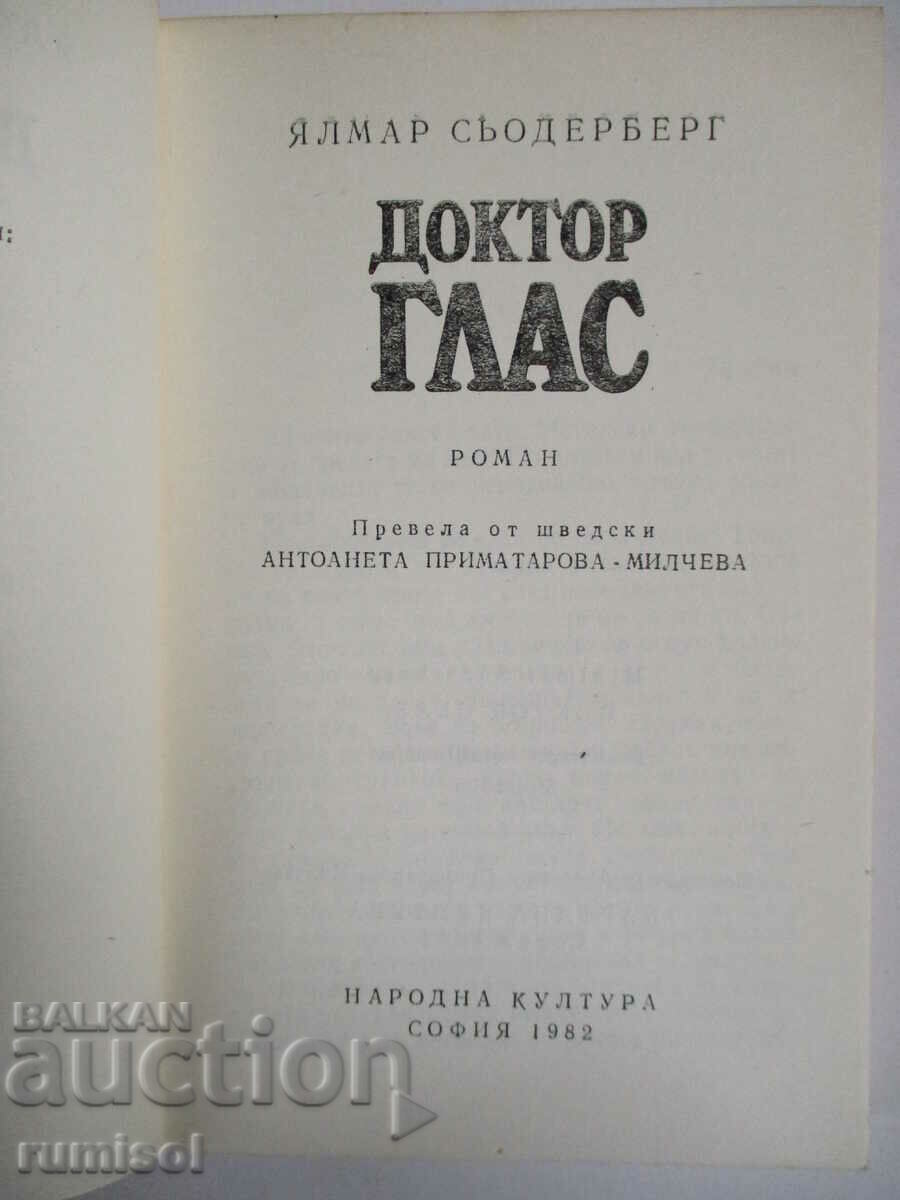 ЯЛМАР СЬОДЕРБЕРГ
ДОКТОР
ГЛАС
РОМАН
Превела от шведски
АНТОАНЕТА ПРИМАТАРОВА - МИЛЧЕВА
НАРОДНА КУЛТУРА
СОФИЯ 1982
BALKAN
auction
rumisol